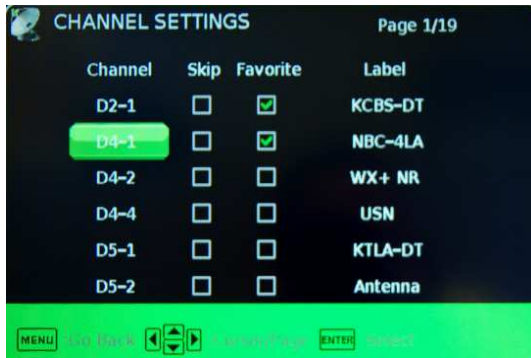 CHANNEL SETTINGS Page 1/19
Channel Skip Favorite Label
D2-1 KCBS-DT
D4-1 NBC-4LA
D4-2 WX+ NR
D4-4 USN
D5-1 KTLA-DT
D5-2 Antenna
MENU Go Back ENTER Select